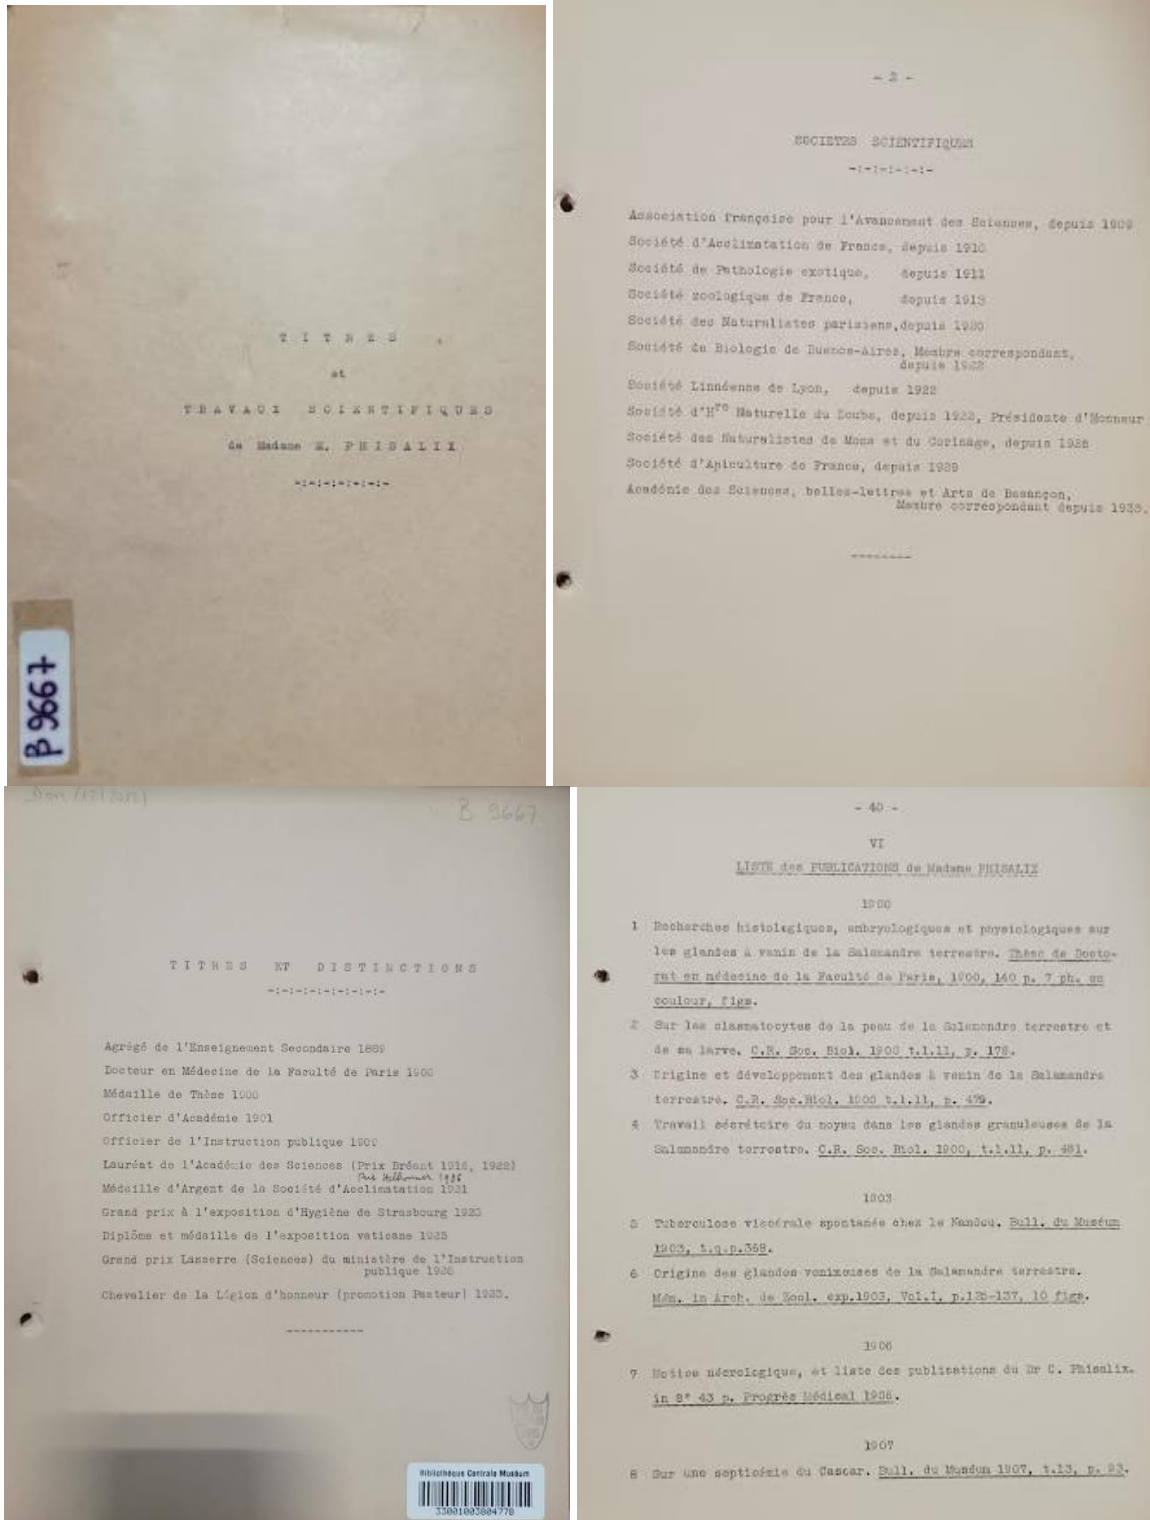 T I T R E S
et
T R A V A U X S C I E N T I F I Q U E S
de Madame M. P H I S A L I X
-:-:-:-:-:-:-
B 9667
- 2 -
SOCIETES SCIENTIFIQUES
-:-:-:-:-:-
Association Française pour l'Avancement des Sciences, depuis 1909
Société d'Acclimatation de France, depuis 1910
Société de Pathologie exotique, depuis 1911
Société zoologique de France, depuis 1913
Société des Naturalistes parisiens, depuis 1920
Société de Biologie de Buenos-Aires, Membre correspondant,
depuis 1922
Société Linnéenne de Lyon, depuis 1922
Société d'Hre Naturelle du Doubs, depuis 1923, Présidente d'Honneur
Société des Naturalistes de Mons et du Borinage, depuis
Société d'Apiculture de France, depuis 1929
Académie des Sciences, belles-lettres et Arts de Besançon,
Membre correspondant depuis 1933.
Don (12/2012)
B 9667
TITRES ET DISTINCTIONS
-:-:-:-:-:-:-:-
Agrégé de l'Enseignement Secondaire 1889
Docteur en Médecine de la Faculté de Paris 1900
Médaille de Thèse 1900
Officier d'Académie 1901
Officier de l'Instruction publique 1909
Lauréat de l'Académie des Sciences (Prix Bréant 1916, 1922)
Médaille d'Argent de la Société d'Acclimatation 1921
Grand prix à l'exposition d'Hygiène de Strasbourg 1923
Diplôme et médaille de l'exposition vaticane 1925
Grand prix Lasserre (Sciences) du ministère de l'Instruction
publique 1928
Chevalier de la Légion d'honneur (promotion Pasteur) 1923.
Bibliothèque Centrale Muséum
33001003804778
- 40 -
VI
LISTE des PUBLICATIONS de Madame PHISALIX
1900
1 Recherches histologiques, embryologiques et physiologiques sur
les glandes à venin de la Salamandre terrestre. Thèse de Docto-
rat en médecine de la Faculté de Paris, 1900, 140 p. 7 ph. en
couleur, figs.
2 Sur les clasmatocytes de la peau de la Salamandre terrestre et
de sa larve. C.R. Soc. Biol. 1900 t.1.11, p. 178.
3 Origine et développement des glandes à venin de la Salamandre
terrestre. C.R. Soc.Biol. 1900 t.1.11, p. 479.
4 Travail sécrétoire du noyau dans les glandes granuleuses de la
Salamandre terrestre. C.R. Soc. Biol. 1900, t.1.11, p. 481.
1903
5 Tuberculose viscérale spontanée chez le Nandou. Bull. du Muséum
1903, t.q.p.369.
6 Origine des glandes venimeuses de la Salamandre terrestre.
Mém. in Arch. de Zool. exp.1903, Vol.I, p.125-137, 10 figs.
1906
7 Notice nécrologique, et liste des publications du Dr C. Phisalix.
in 8° 43 p. Progrès Médical 1906.
1907
8 Sur une septicémie du Casoar. Bull. du Muséum 1907, t.13, p. 93.